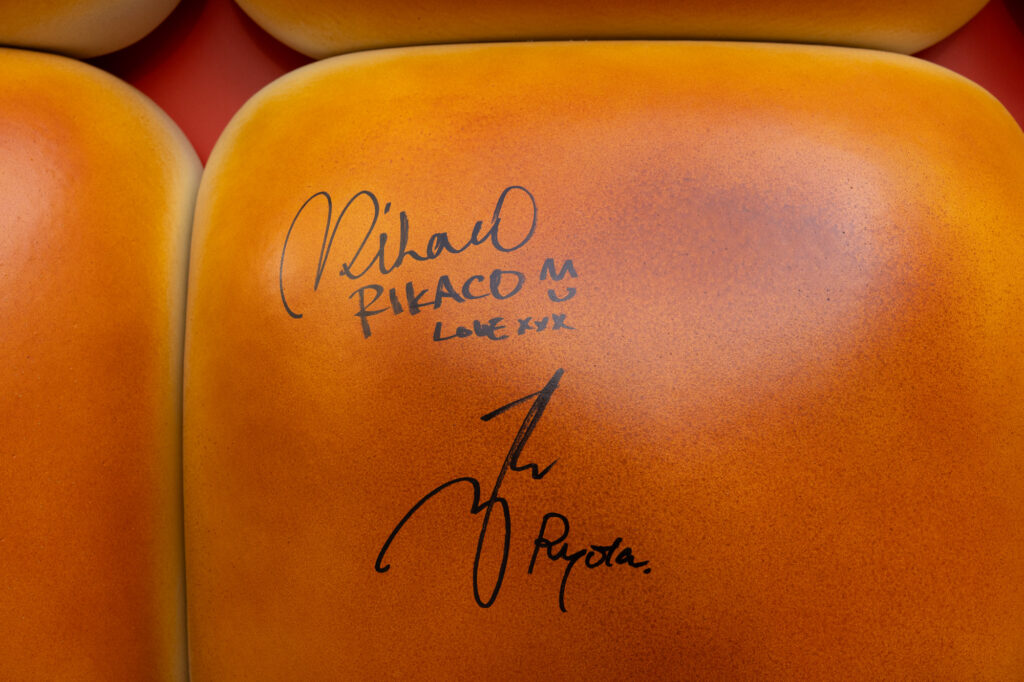 Rikaco
RIKACO
LOVE xxx
Ryota.